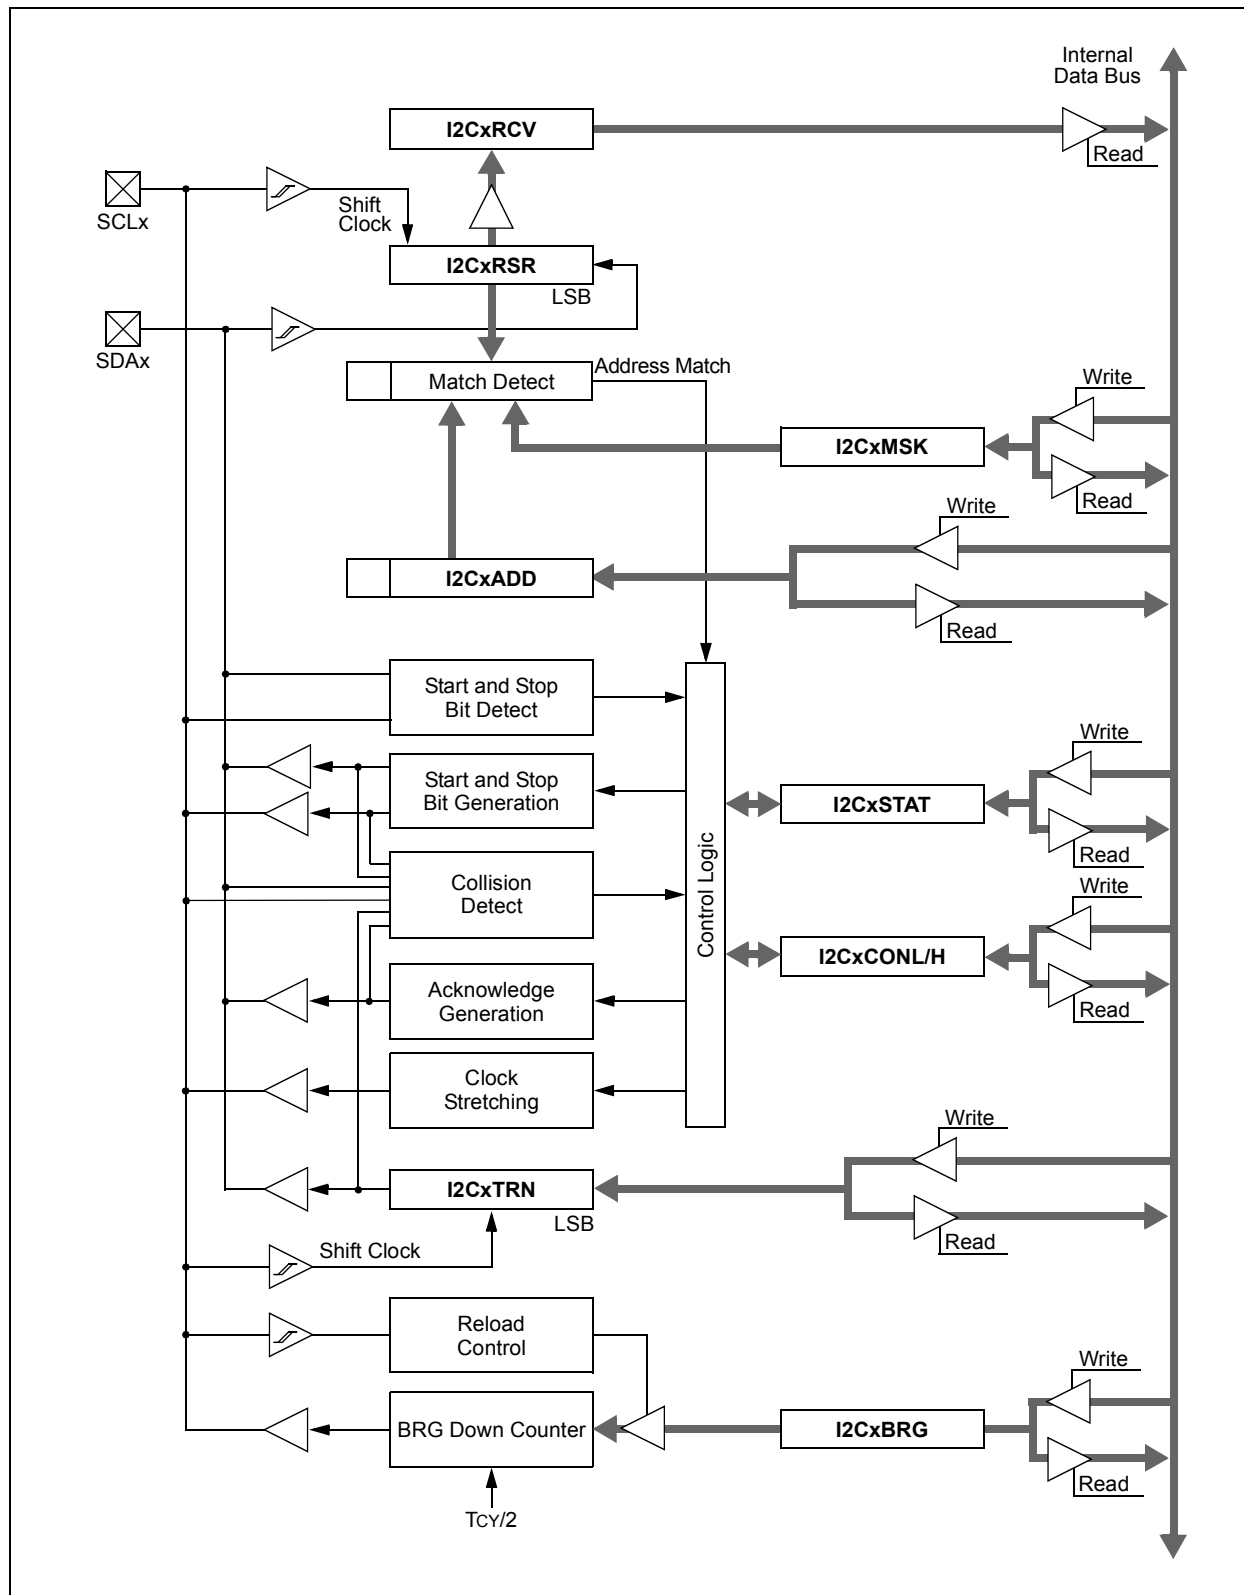 Internal
Data Bus
I2CxRCV
Read
SCLx
Shift
Clock
I2CxRSR
LSB
SDAx
Address Match
Match Detect
Write
I2CxMSK
Read
Write
I2CxADD
Read
Start and Stop
Bit Detect
Write
Start and Stop
Bit Generation
I2CxSTAT
Read
Control Logic
Collision
Detect
Write
I2CxCONL/H
Read
Acknowledge
Generation
Clock
Stretching
Write
I2CxTRN
LSB
Read
Shift Clock
Reload
Control
Write
BRG Down Counter
I2CxBRG
Read
TCY/2